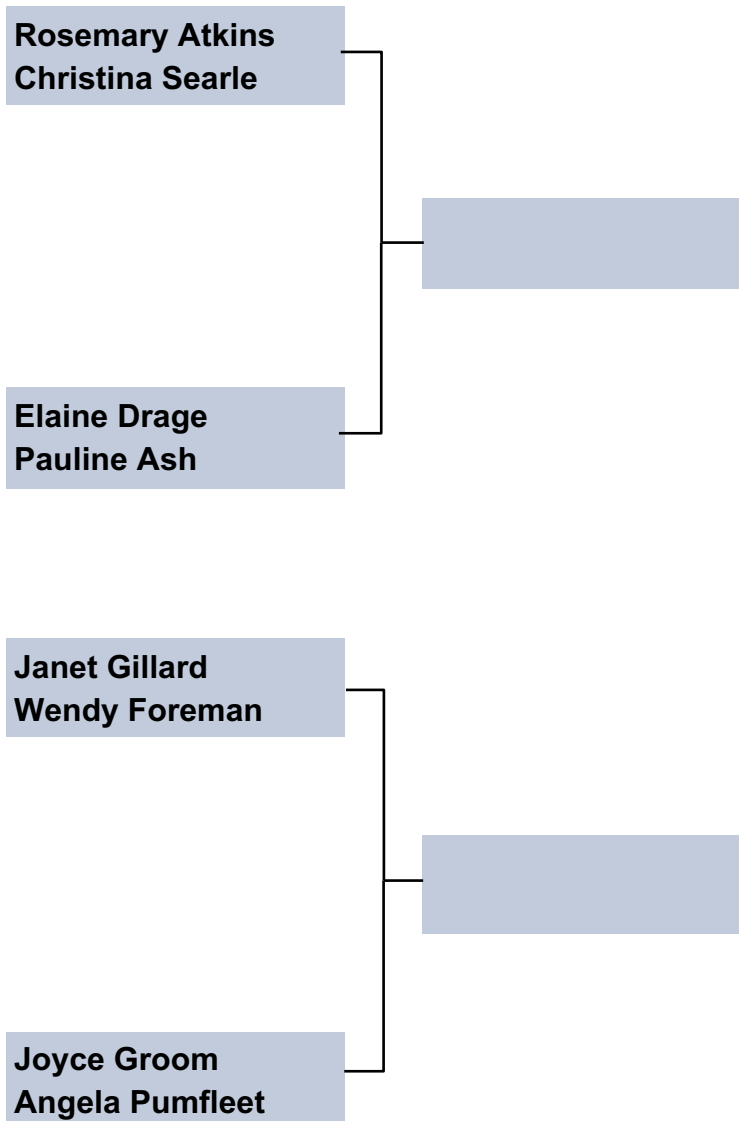 Rosemary Atkins
Christina Searle
Elaine Drage
Pauline Ash
Janet Gillard
Wendy Foreman
Joyce Groom
Angela Pumfleet